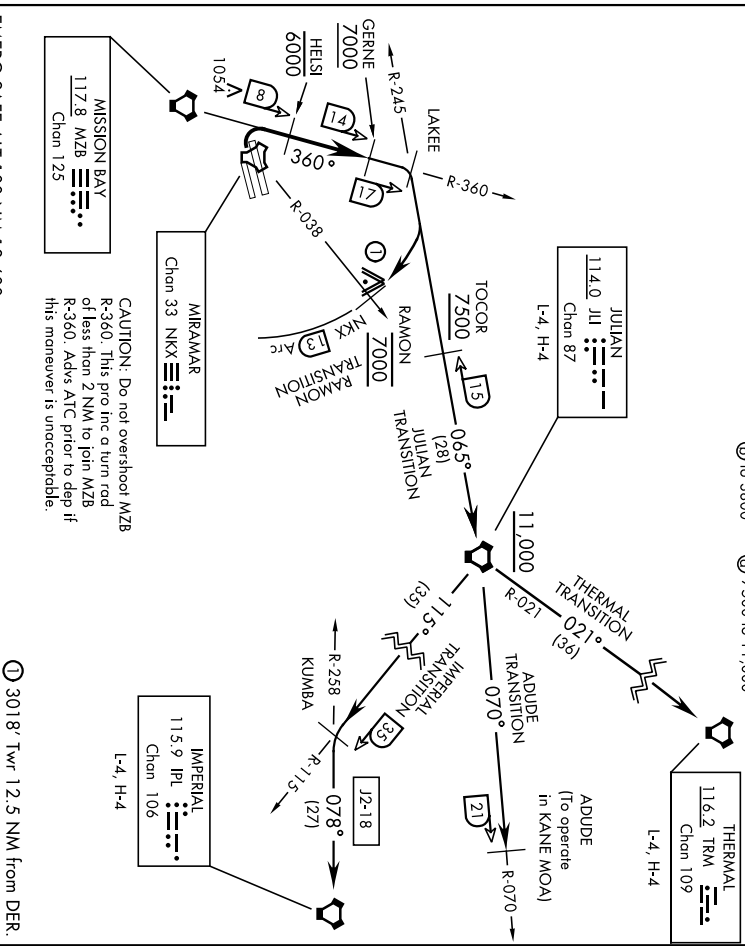 THERMAL
116.2 TRM
Chan 109
L-4, H-4
THERMAL
TRANSITION
021°
(36)
R-021
JULIAN
114.0 JLI
Chan 87
L-4, H-4
11,000
ADUDE
TRANSITION
070°
21
R-070
ADUDE
(To operate
in KANE MOA)
065°
(28)
JULIAN
TRANSITION
15
TOCOR
7500
LAKEE
R-245
R-360
GERNE
7000
HELSI
6000
1054
8
14
17
360°
R-038
1
RAMON
7000
RAMON
TRANSITION
NKX 13 Arc
115°
(35)
IMPERIAL
TRANSITION
35
KUMBA
R-258
R-115
J2-18
078°
(27)
MISSION BAY
117.8 MZB
Chan 125
MIRAMAR
Chan 33 NKX
IMPERIAL
115.9 IPL
Chan 106
L-4, H-4
CAUTION: Do not overshoot MZB
R-360. This pro inc a turn rad
of less than 2 NM to join MZB
R-360. Advs ATC prior to dep if
this maneuver is unacceptable.
1 3018' Twr 12.5 NM from DER.